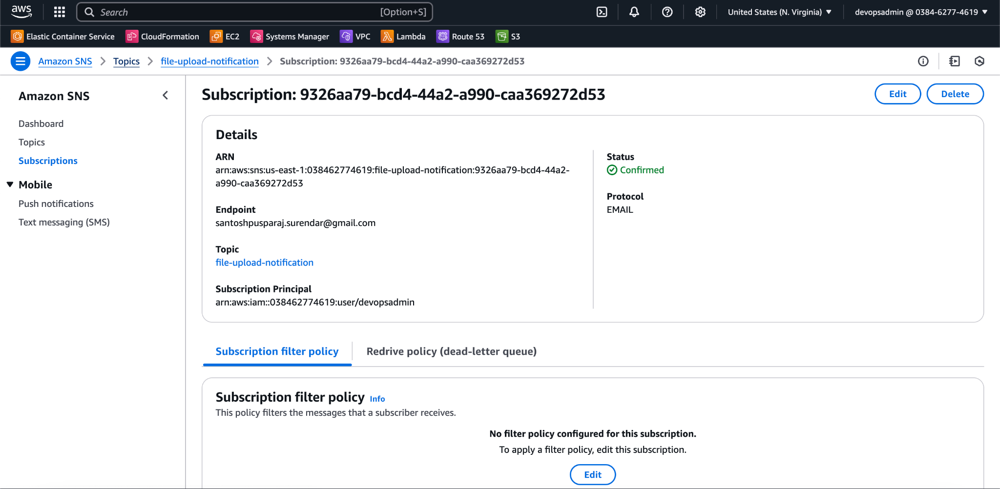 aws
Search [Option+S]
United States (N. Virginia) ▼
devopsadmin @ 0384-6277-4619 ▼
Elastic Container Service
CloudFormation
EC2
Systems Manager
VPC
Lambda
Route 53
S3
Amazon SNS > Topics > file-upload-notification > Subscription: 9326aa79-bcd4-44a2-a990-caa369272d53
Amazon SNS
Dashboard
Topics
Subscriptions
▼ Mobile
Push notifications
Text messaging (SMS)
Subscription: 9326aa79-bcd4-44a2-a990-caa369272d53
Edit
Delete
Details
ARN
arn:aws:sns:us-east-1:038462774619:file-upload-notification:9326aa79-bcd4-44a2-
a990-caa369272d53
Endpoint
santoshpusparaj.surendar@gmail.com
Topic
file-upload-notification
Subscription Principal
arn:aws:iam::038462774619:user/devopsadmin
Status
Confirmed
Protocol
EMAIL
Subscription filter policy
Redrive policy (dead-letter queue)
Subscription filter policy Info
This policy filters the messages that a subscriber receives.
No filter policy configured for this subscription.
To apply a filter policy, edit this subscription.
Edit